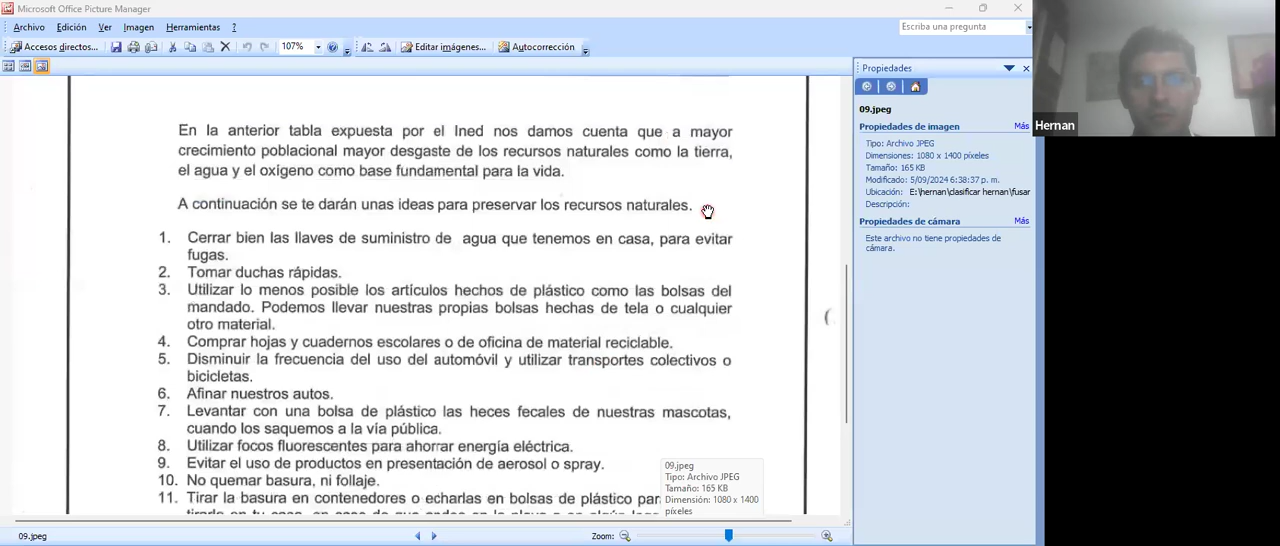 Microsoft Office Picture Manager
Archivo Edición Ver Imagen Herramientas ?
Escriba una pregunta
Accesos directos... 107% Editar imágenes... Autocorrección
En la anterior tabla expuesta por el Ined nos damos cuenta que a mayor
crecimiento poblacional mayor desgaste de los recursos naturales como la tierra,
el agua y el oxígeno como base fundamental para la vida.
A continuación se te darán unas ideas para preservar los recursos naturales.
1. Cerrar bien las llaves de suministro de agua que tenemos en casa, para evitar
fugas.
2. Tomar duchas rápidas.
3. Utilizar lo menos posible los artículos hechos de plástico como las bolsas del
mandado. Podemos llevar nuestras propias bolsas hechas de tela o cualquier
otro material.
4. Comprar hojas y cuadernos escolares o de oficina de material reciclable.
5. Disminuir la frecuencia del uso del automóvil y utilizar transportes colectivos o
bicicletas.
6. Afinar nuestros autos.
7. Levantar con una bolsa de plástico las heces fecales de nuestras mascotas,
cuando los saquemos a la vía pública.
8. Utilizar focos fluorescentes para ahorrar energía eléctrica.
9. Evitar el uso de productos en presentación de aerosol o spray.
10. No quemar basura, ni follaje.
11. Tirar la basura en contenedores o echarlas en bolsas de plástico
09.jpeg
Tipo: Archivo JPEG
Tamaño: 165 KB
Dimensión: 1080 x 1400
píxeles
Propiedades
09.jpeg
Propiedades de imagen Más
Tipo: Archivo JPEG
Dimensiones: 1080 x 1400 píxeles
Tamaño: 165 KB
Modificado: 5/09/2024 6:38:37 p. m.
Ubicación: E:\hernan\clasificar hernan\fusar
Descripción:
Propiedades de cámara Más
Este archivo no tiene propiedades de
cámara.
Hernan
09.jpeg
Zoom: